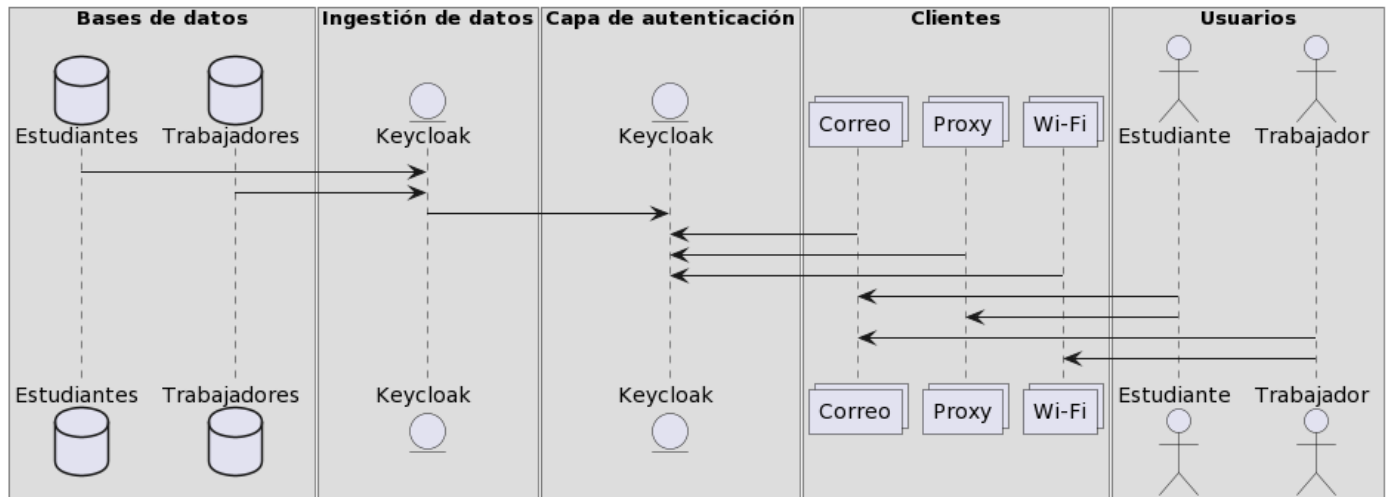 Bases de datos
Ingestión de datos
Capa de autenticación
Clientes
Usuarios
Estudiantes
Trabajadores
Keycloak
Keycloak
Correo
Proxy
Wi-Fi
Estudiante
Trabajador
Estudiantes
Trabajadores
Keycloak
Keycloak
Correo
Proxy
Wi-Fi
Estudiante
Trabajador